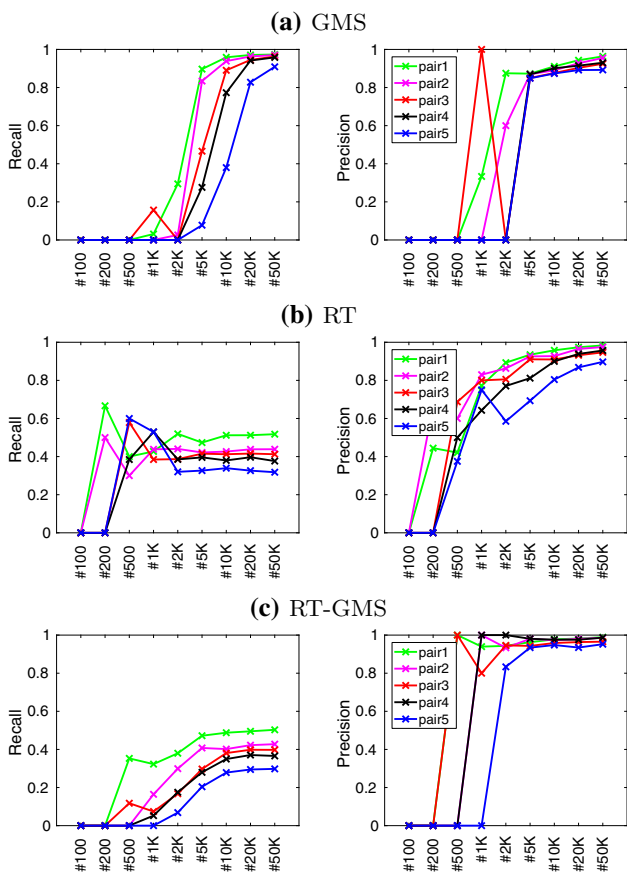 (a) GMS
1
0.8
0.6
0.4
0.2
0
Recall
#100
#200
#500
#1K
#2K
#5K
#10K
#20K
#50K
1
0.8
0.6
0.4
0.2
0
Precision
pair1
pair2
pair3
pair4
pair5
#100
#200
#500
#1K
#2K
#5K
#10K
#20K
#50K
(b) RT
1
0.8
0.6
0.4
0.2
0
Recall
#100
#200
#500
#1K
#2K
#5K
#10K
#20K
#50K
1
0.8
0.6
0.4
0.2
0
Precision
pair1
pair2
pair3
pair4
pair5
#100
#200
#500
#1K
#2K
#5K
#10K
#20K
#50K
(c) RT-GMS
1
0.8
0.6
0.4
0.2
0
Recall
#100
#200
#500
#1K
#2K
#5K
#10K
#20K
#50K
1
0.8
0.6
0.4
0.2
0
Precision
pair1
pair2
pair3
pair4
pair5
#100
#200
#500
#1K
#2K
#5K
#10K
#20K
#50K